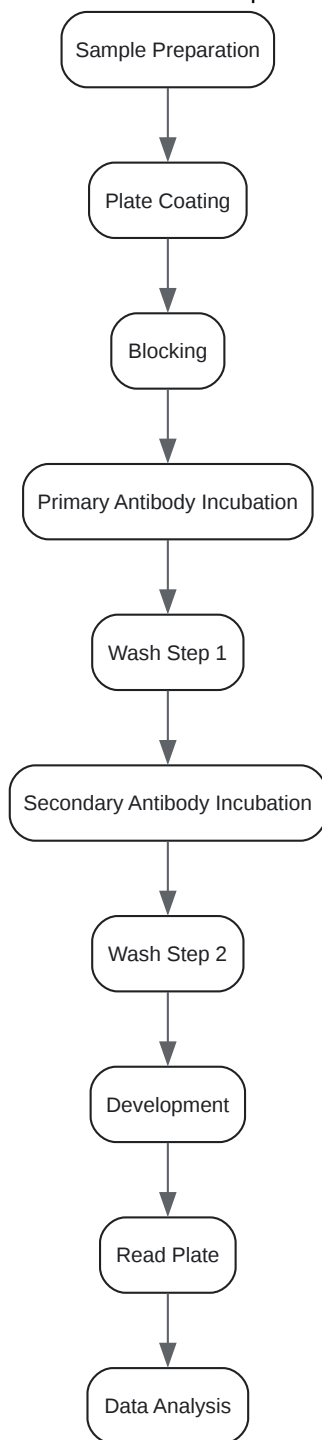 Sample Preparation
Plate Coating
Blocking
Primary Antibody Incubation
Wash Step 1
Secondary Antibody Incubation
Wash Step 2
Development
Read Plate
Data Analysis